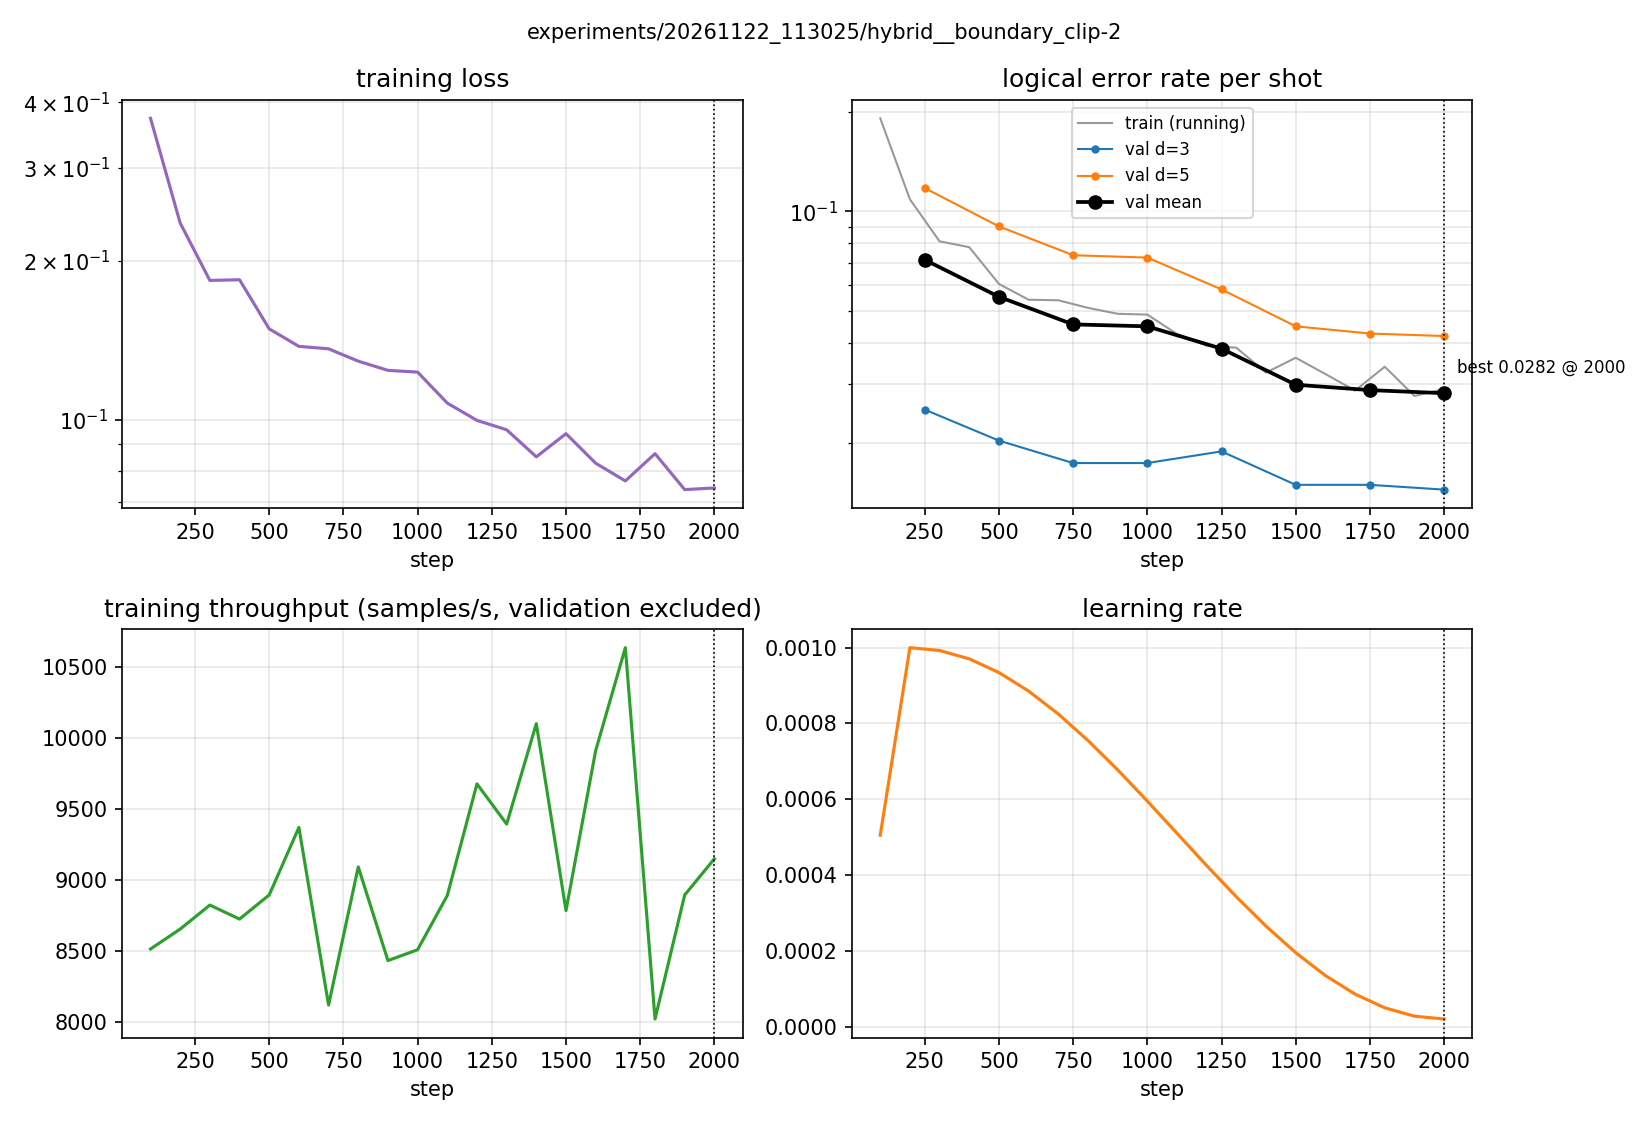 experiments/20261122_113025/hybrid__boundary_clip-2
training loss
4 × 10⁻¹
3 × 10⁻¹
2 × 10⁻¹
10⁻¹
250 500 750 1000 1250 1500 1750 2000
step
logical error rate per shot
train (running)
val d=3
val d=5
val mean
10⁻¹
best 0.0282 @ 2000
250 500 750 1000 1250 1500 1750 2000
step
training throughput (samples/s, validation excluded)
10500
10000
9500
9000
8500
8000
250 500 750 1000 1250 1500 1750 2000
step
learning rate
0.0010
0.0008
0.0006
0.0004
0.0002
0.0000
250 500 750 1000 1250 1500 1750 2000
step